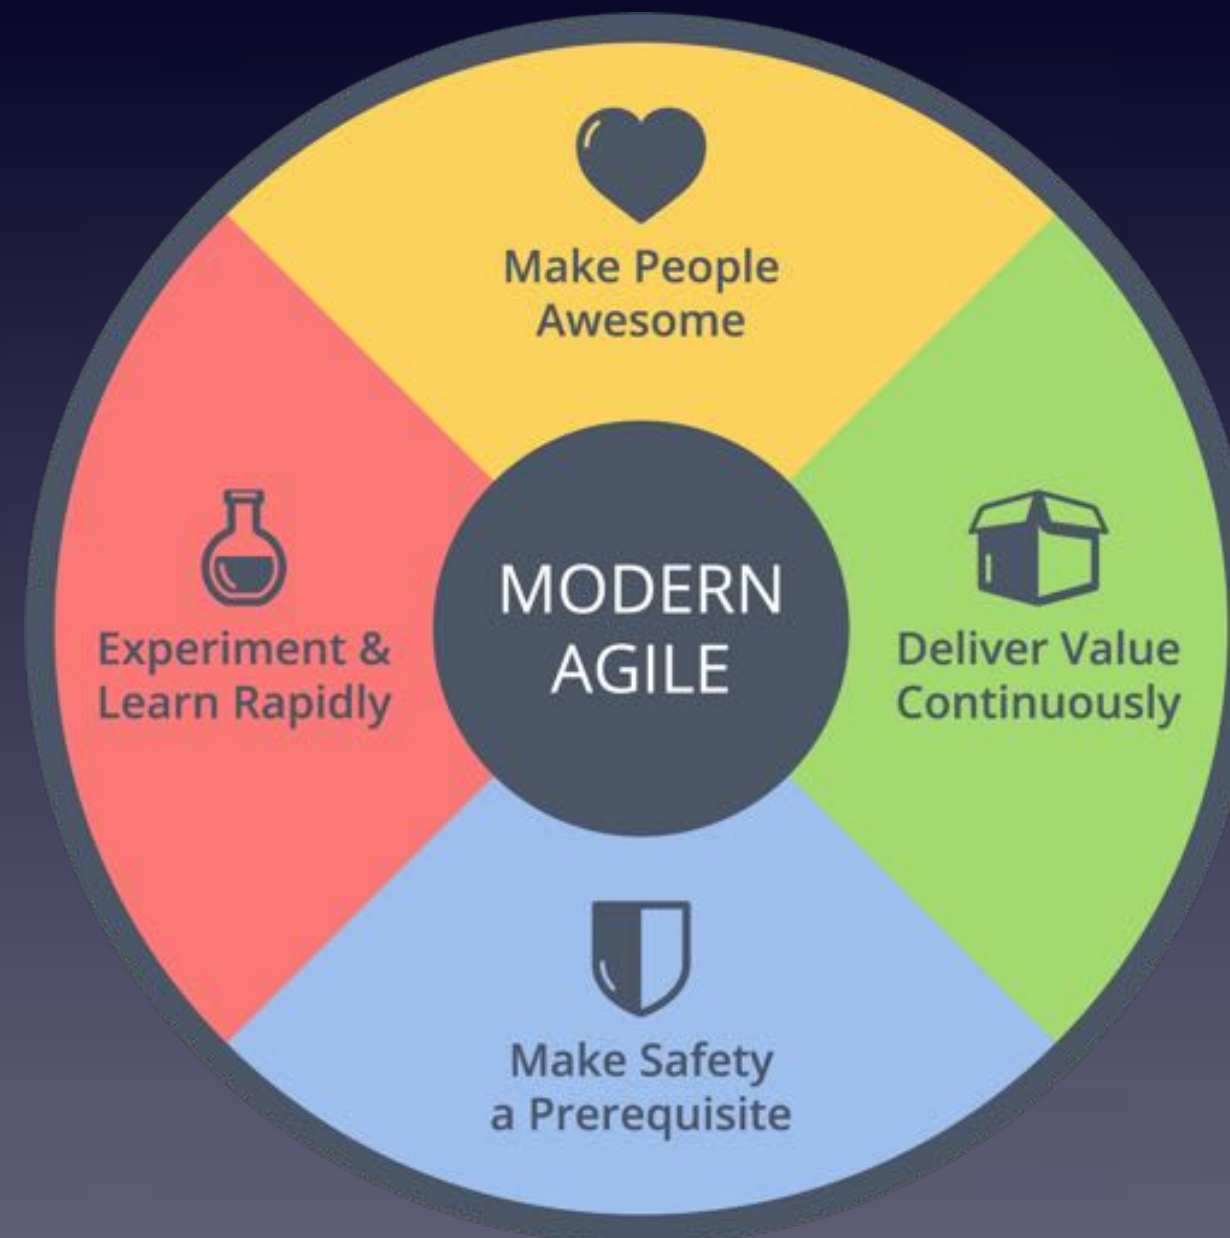 Make People
Awesome
Experiment &
Learn Rapidly
MODERN
AGILE
Deliver Value
Continuously
Make Safety
a Prerequisite